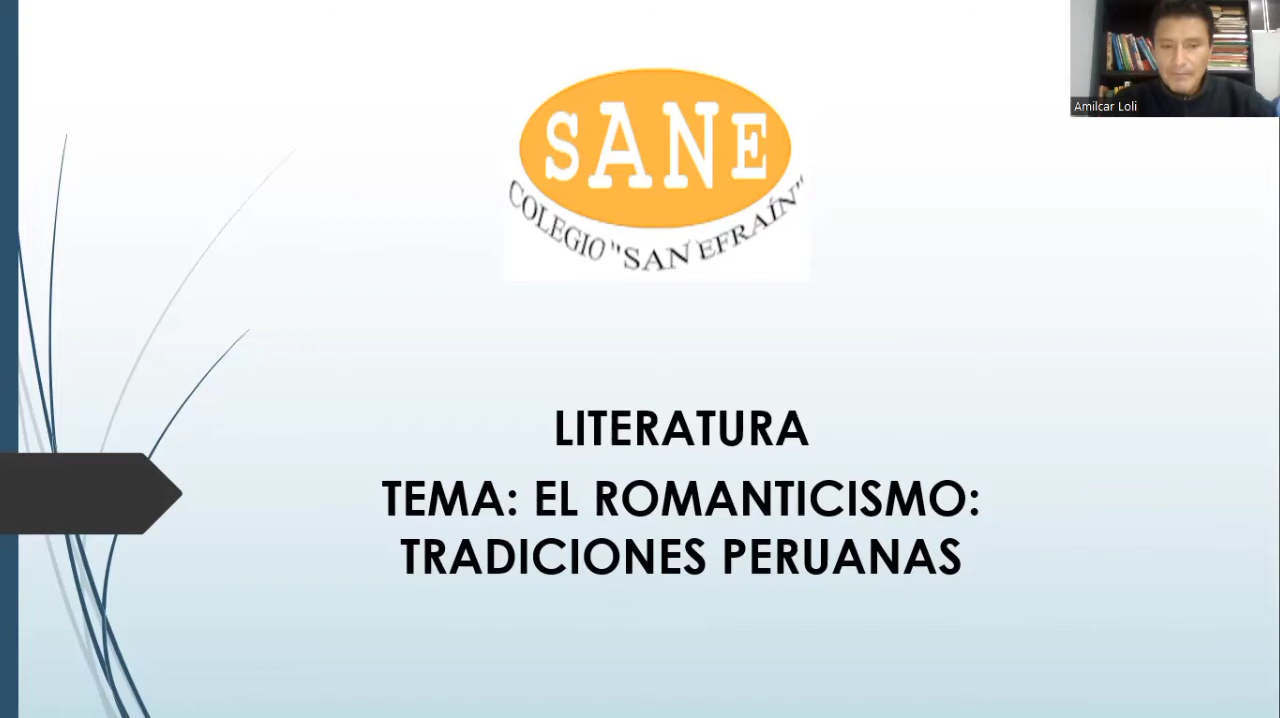 Amilcar Loli
SANE
COLEGIO "SAN EFRAÍN"
LITERATURA
TEMA: EL ROMANTICISMO:
TRADICIONES PERUANAS